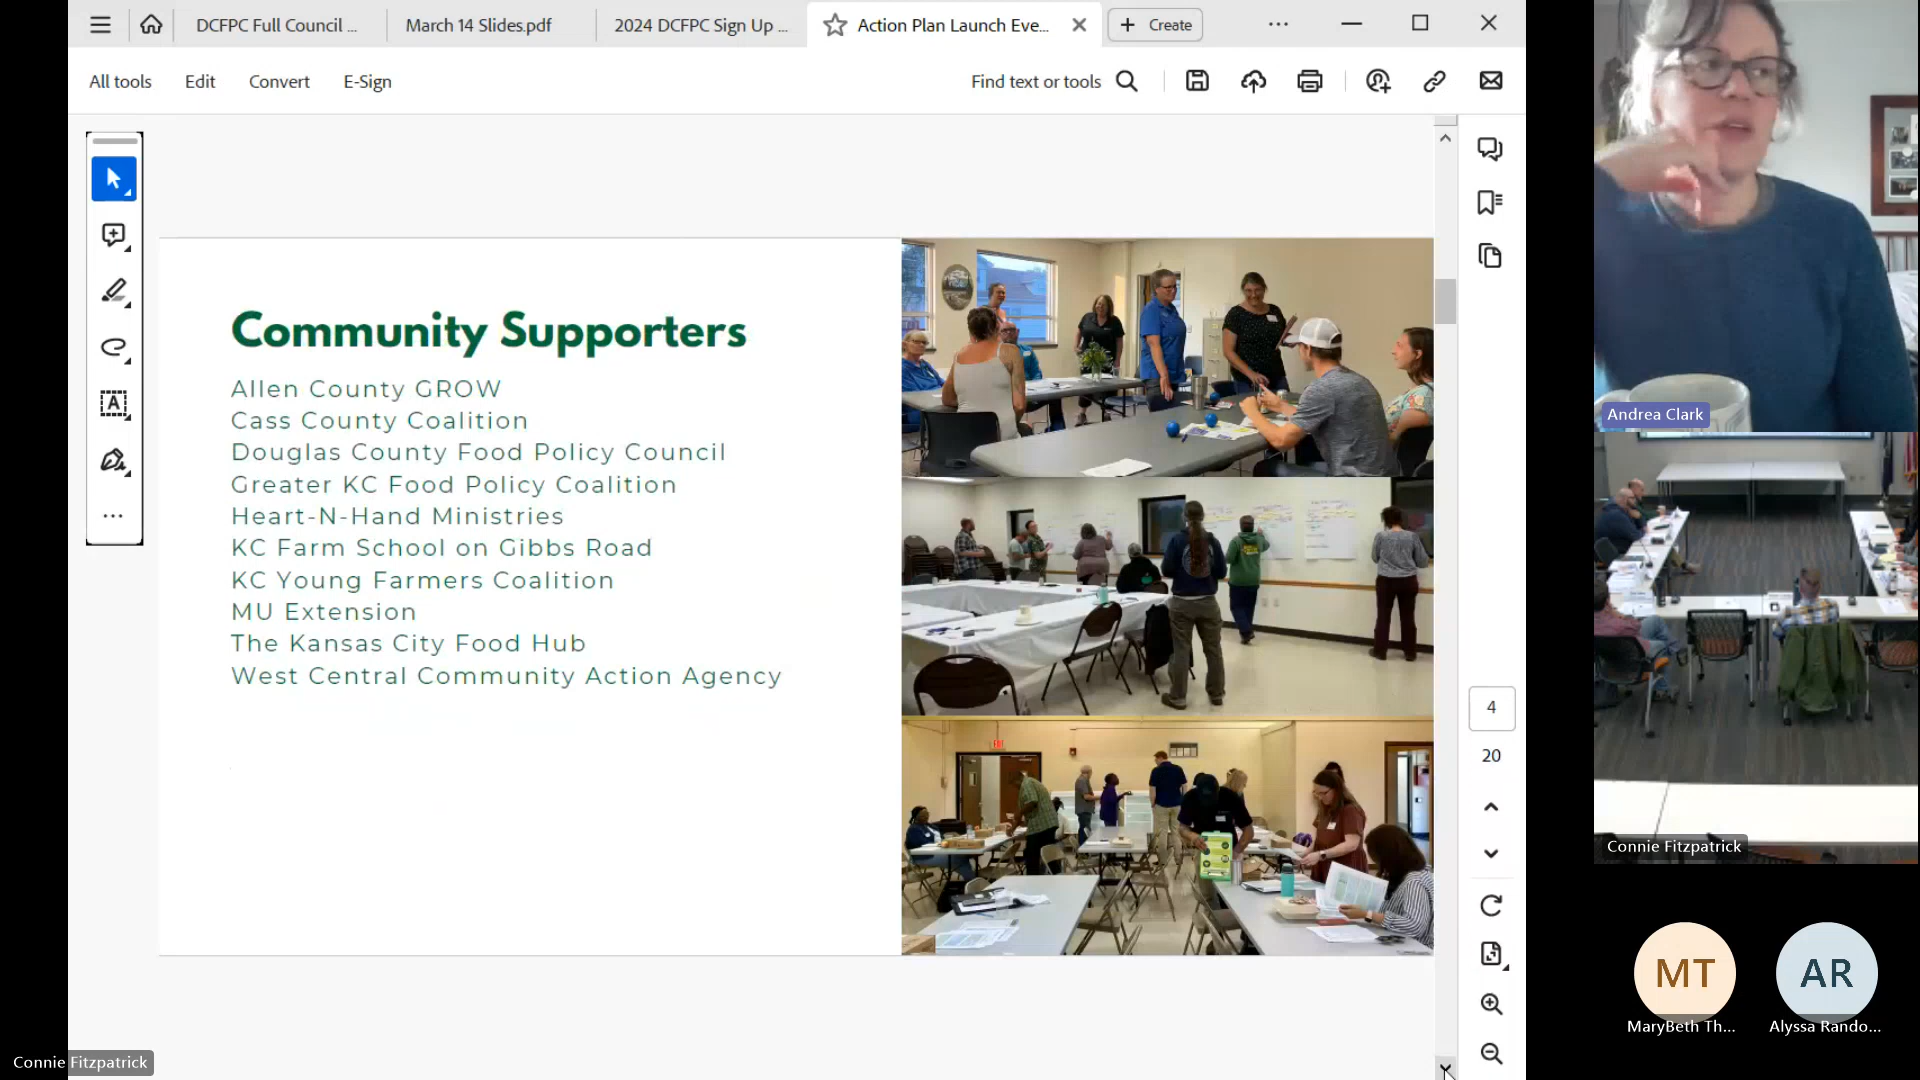 DCFPC Full Council ...
March 14 Slides.pdf
2024 DCFPC Sign Up ...
Action Plan Launch Eve...
Create
All tools
Edit
Convert
E-Sign
Find text or tools
Community Supporters
Allen County GROW
Cass County Coalition
Douglas County Food Policy Council
Greater KC Food Policy Coalition
Heart-N-Hand Ministries
KC Farm School on Gibbs Road
KC Young Farmers Coalition
MU Extension
The Kansas City Food Hub
West Central Community Action Agency
4
20
Andrea Clark
Connie Fitzpatrick
MT
AR
MaryBeth Th...
Alyssa Rando...
Connie Fitzpatrick